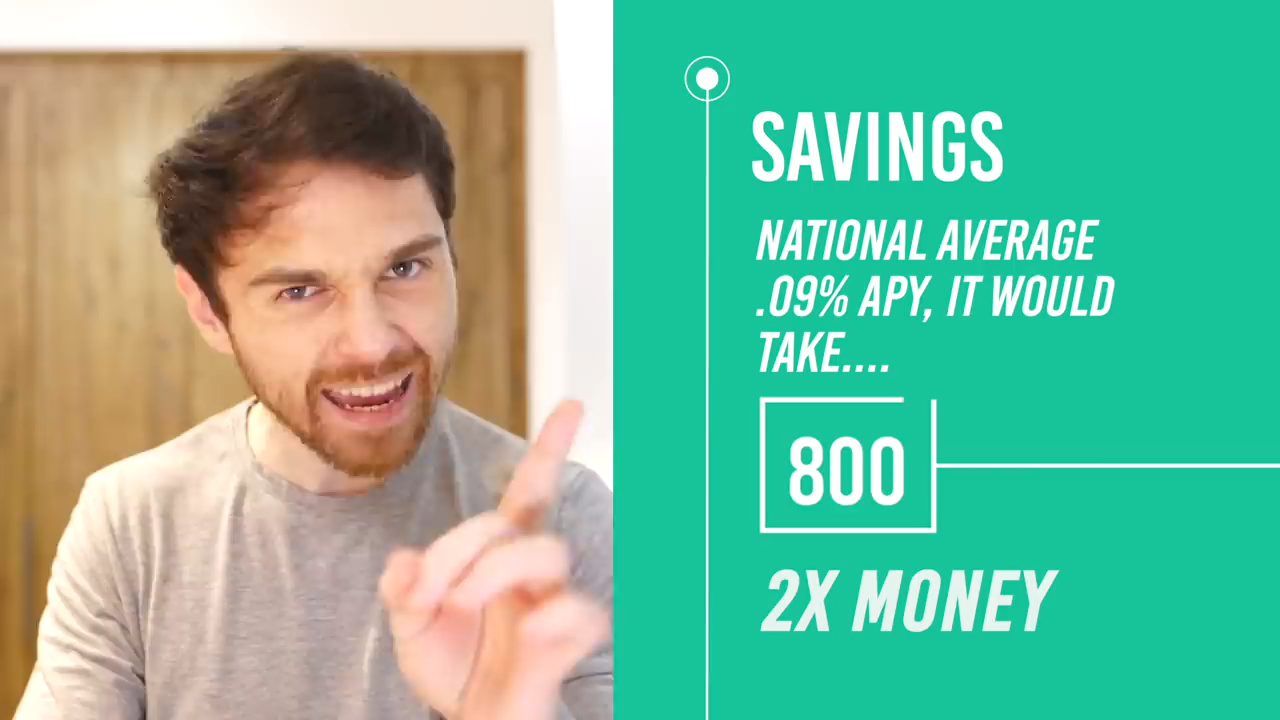 SAVINGS
NATIONAL AVERAGE
.09% APY, IT WOULD
TAKE....
800
2X MONEY